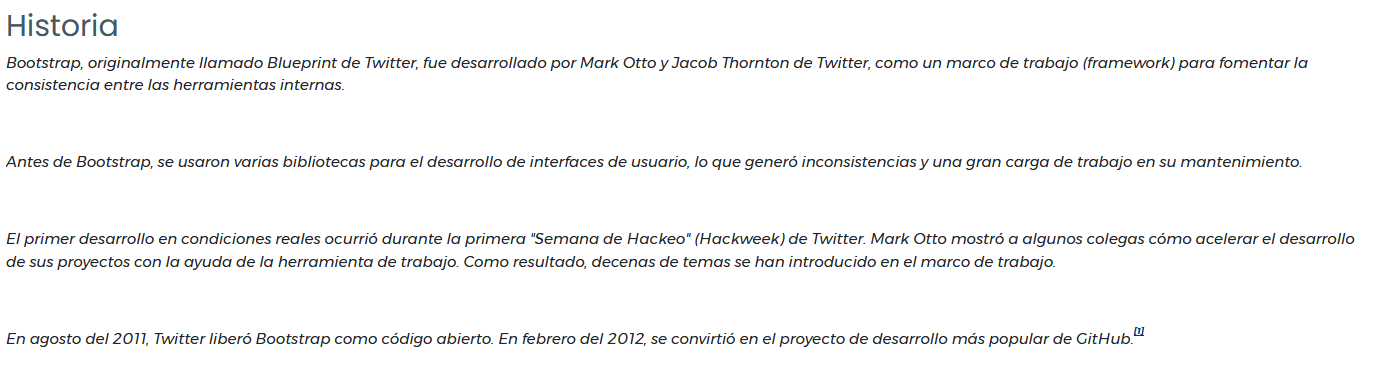 Historia
Bootstrap, originalmente llamado Blueprint de Twitter, fue desarrollado por Mark Otto y Jacob Thornton de Twitter, como un marco de trabajo (framework) para fomentar la
consistencia entre las herramientas internas.
Antes de Bootstrap, se usaron varias bibliotecas para el desarrollo de interfaces de usuario, lo que generó inconsistencias y una gran carga de trabajo en su mantenimiento.
El primer desarrollo en condiciones reales ocurrió durante la primera "Semana de Hackeo" (Hackweek) de Twitter. Mark Otto mostró a algunos colegas cómo acelerar el desarrollo
de sus proyectos con la ayuda de la herramienta de trabajo. Como resultado, decenas de temas se han introducido en el marco de trabajo.
En agosto del 2011, Twitter liberó Bootstrap como código abierto. En febrero del 2012, se convirtió en el proyecto de desarrollo más popular de GitHub.[1]